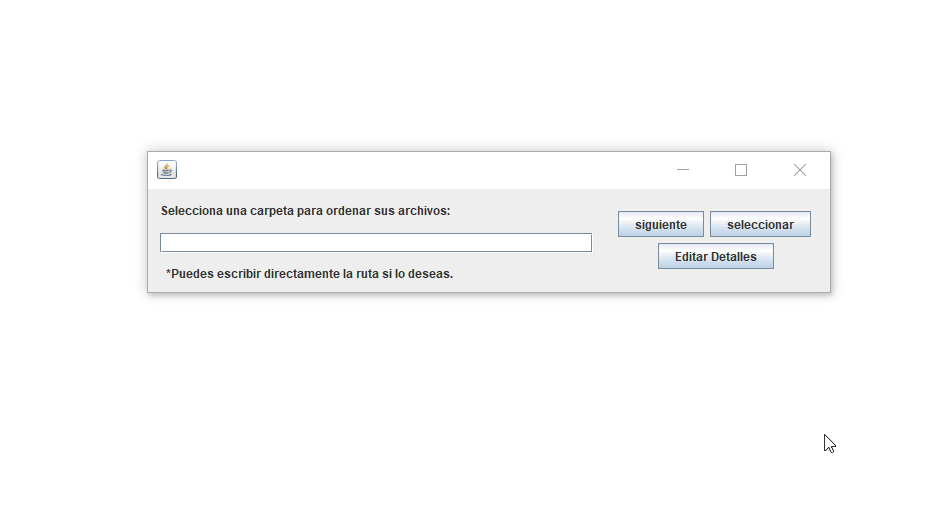 Selecciona una carpeta para ordenar sus archivos:
siguiente
seleccionar
Editar Detalles
*Puedes escribir directamente la ruta si lo deseas.